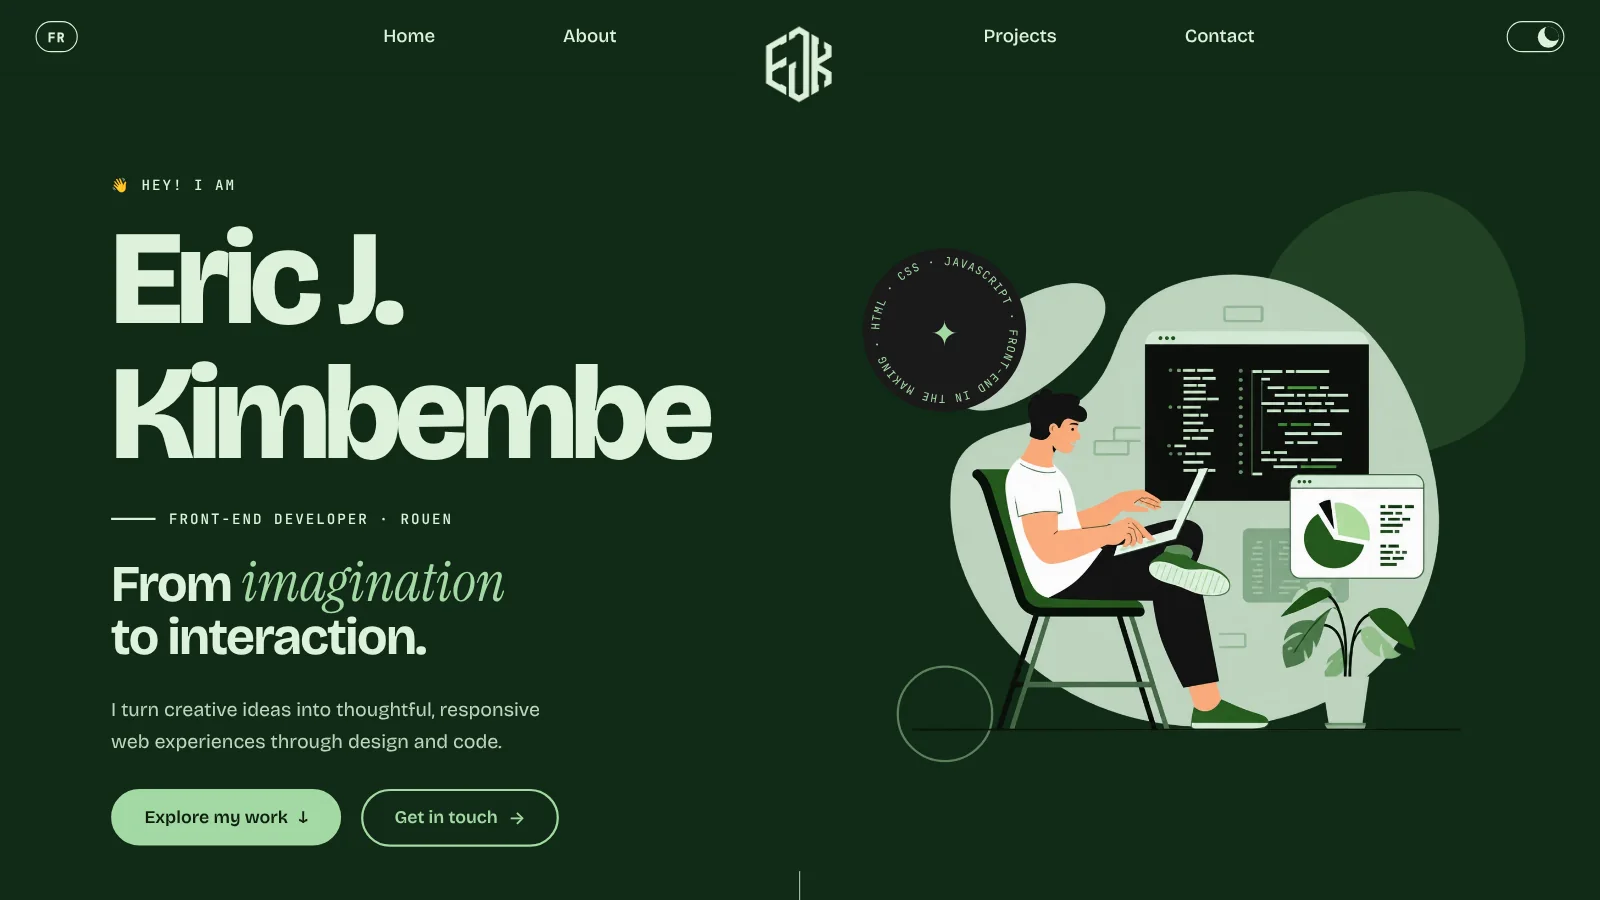 FR
Home
About
EJK
Projects
Contact
👋 HEY! I AM
Eric J.
Kimbembe
FRONT-END DEVELOPER · ROUEN
From imagination
to interaction.
I turn creative ideas into thoughtful, responsive
web experiences through design and code.
Explore my work ↓
Get in touch →
HTML · CSS · JAVASCRIPT · FRONT-END IN THE MAKING ·